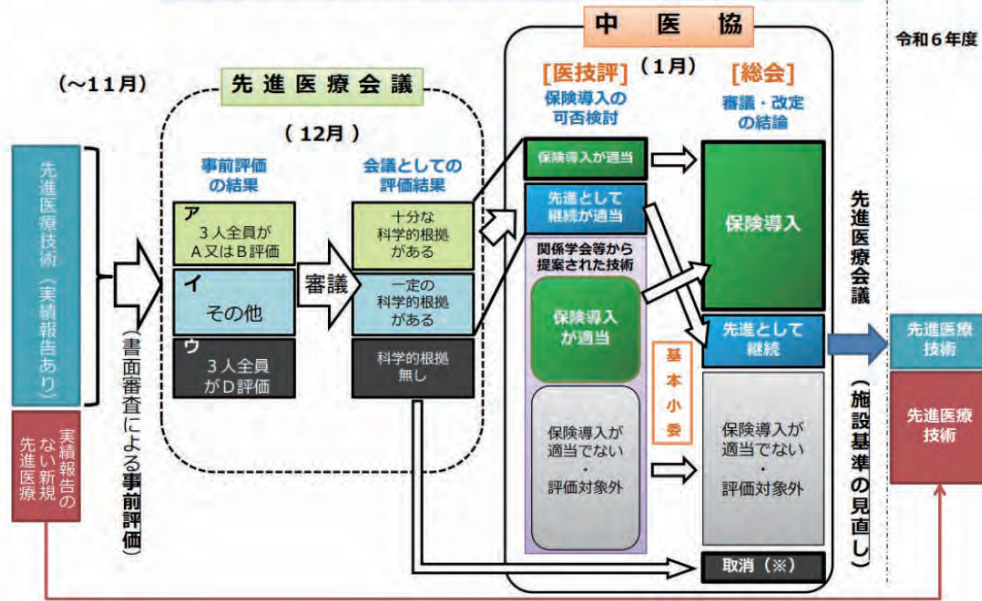 中医協
令和６年度
(～11月)
先進医療会議
[医技評]
(1月)
[総会]
保険導入の
可否検討
審議・改定
の結論
( 12月 )
事前評価
の結果
会議としての
評価結果
先進医療技術（実績報告あり）
実績報告の
ない新規
先進医療
（書面審査による事前評価）
ア
３人全員が
Ａ又はＢ評価
イ
その他
ウ
３人全員
がＤ評価
審議
十分な
科学的根拠
がある
一定の
科学的根拠
がある
科学的根拠
無し
保険導入が適当
先進として
継続が適当
関係学会等から
提案された技術
保険導入
が適当
保険導入が
適当でない
・
評価対象外
基本小委
保険導入
先進として
継続
保険導入が
適当でない
・
評価対象外
取消（※）
先進医療会議
（施設基準の見直し）
先進医療
技術
先進医療
技術